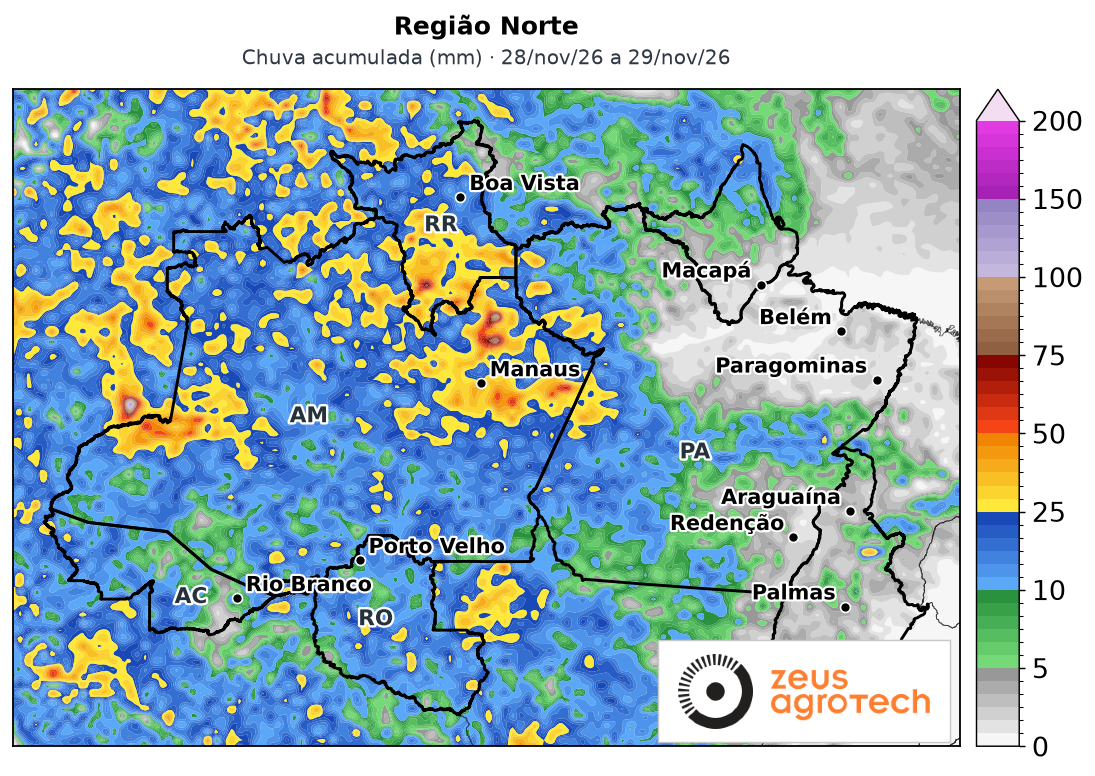 Região Norte
Chuva acumulada (mm) · 28/nov/26 a 29/nov/26
200
150
100
75
50
25
10
5
0
Boa Vista
RR
Macapá
Belém
Manaus
Paragominas
AM
PA
Araguaína
Redenção
Porto Velho
Rio Branco
AC
RO
Palmas
zeus
agrotech